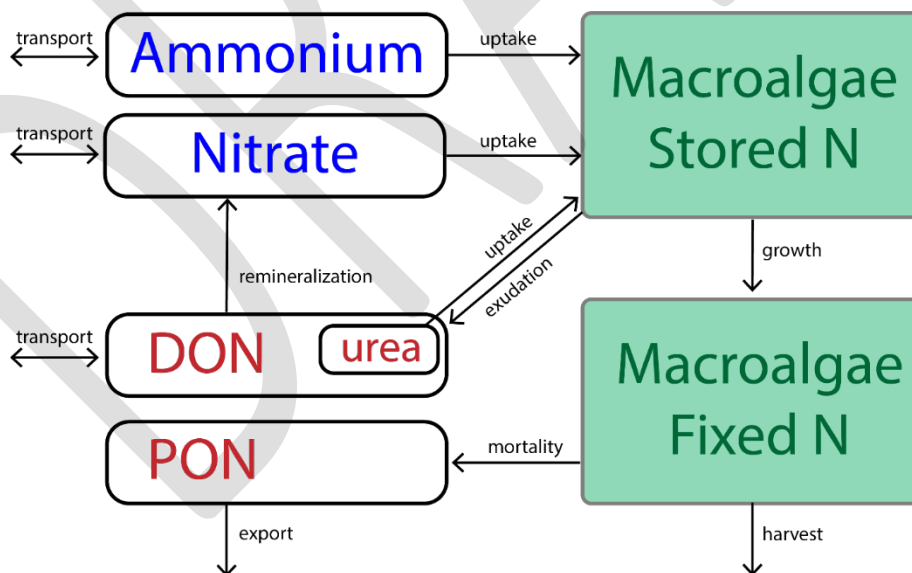 transport
Ammonium
uptake
Macroalgae
Stored N
transport
Nitrate
uptake
uptake
exudation
remineralization
growth
transport
DON
urea
Macroalgae
Fixed N
PON
mortality
export
harvest